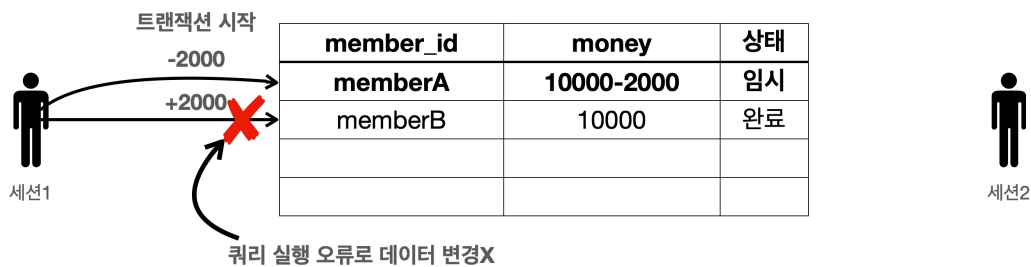 트랜잭션 시작
-2000
+2000
member_id money 상태
memberA 10000-2000 임시
memberB 10000 완료
세션1
세션2
쿼리 실행 오류로 데이터 변경X